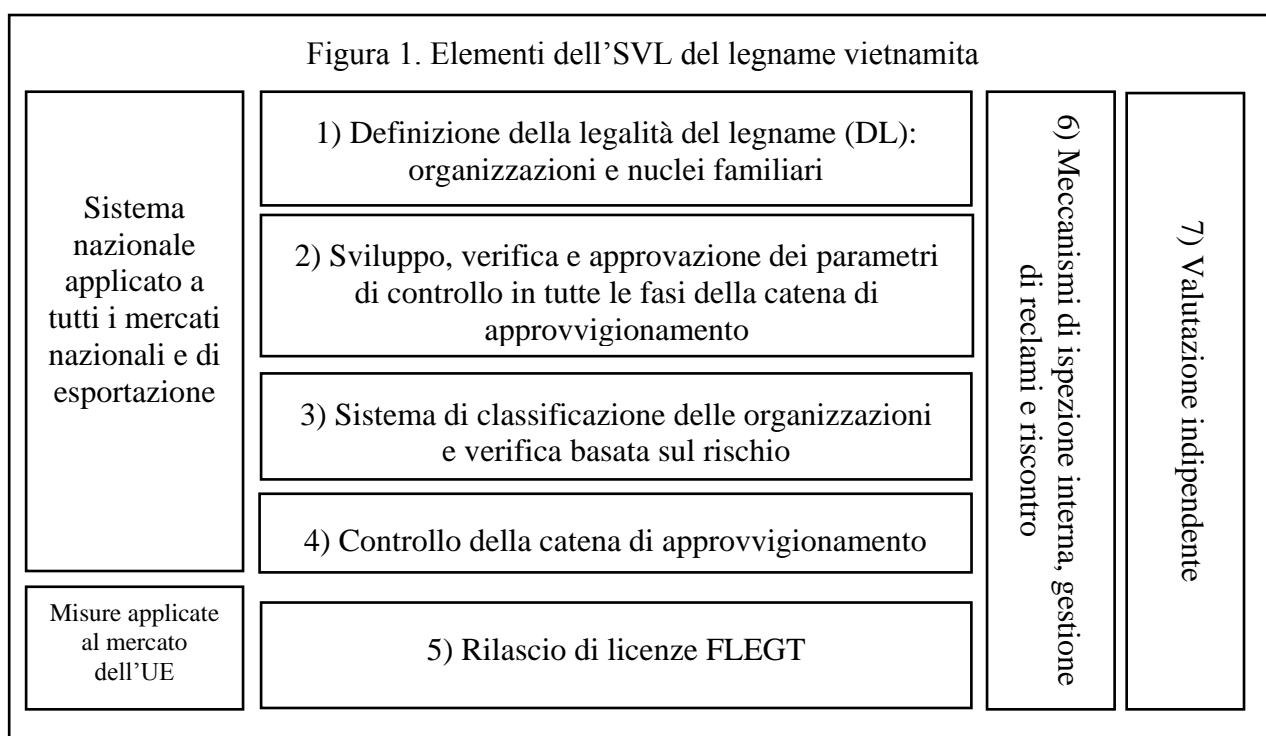 Figura 1. Elementi dell’SVL del legname vietnamita
Sistema
nazionale
applicato a
tutti i mercati
nazionali e di
esportazione
1) Definizione della legalità del legname (DL):
organizzazioni e nuclei familiari
2) Sviluppo, verifica e approvazione dei parametri
di controllo in tutte le fasi della catena di
approvvigionamento
3) Sistema di classificazione delle organizzazioni
e verifica basata sul rischio
4) Controllo della catena di approvvigionamento
Misure applicate
al mercato
dell’UE
5) Rilascio di licenze FLEGT
6) Meccanismi di ispezione interna, gestione
di reclami e riscontro
7) Valutazione indipendente